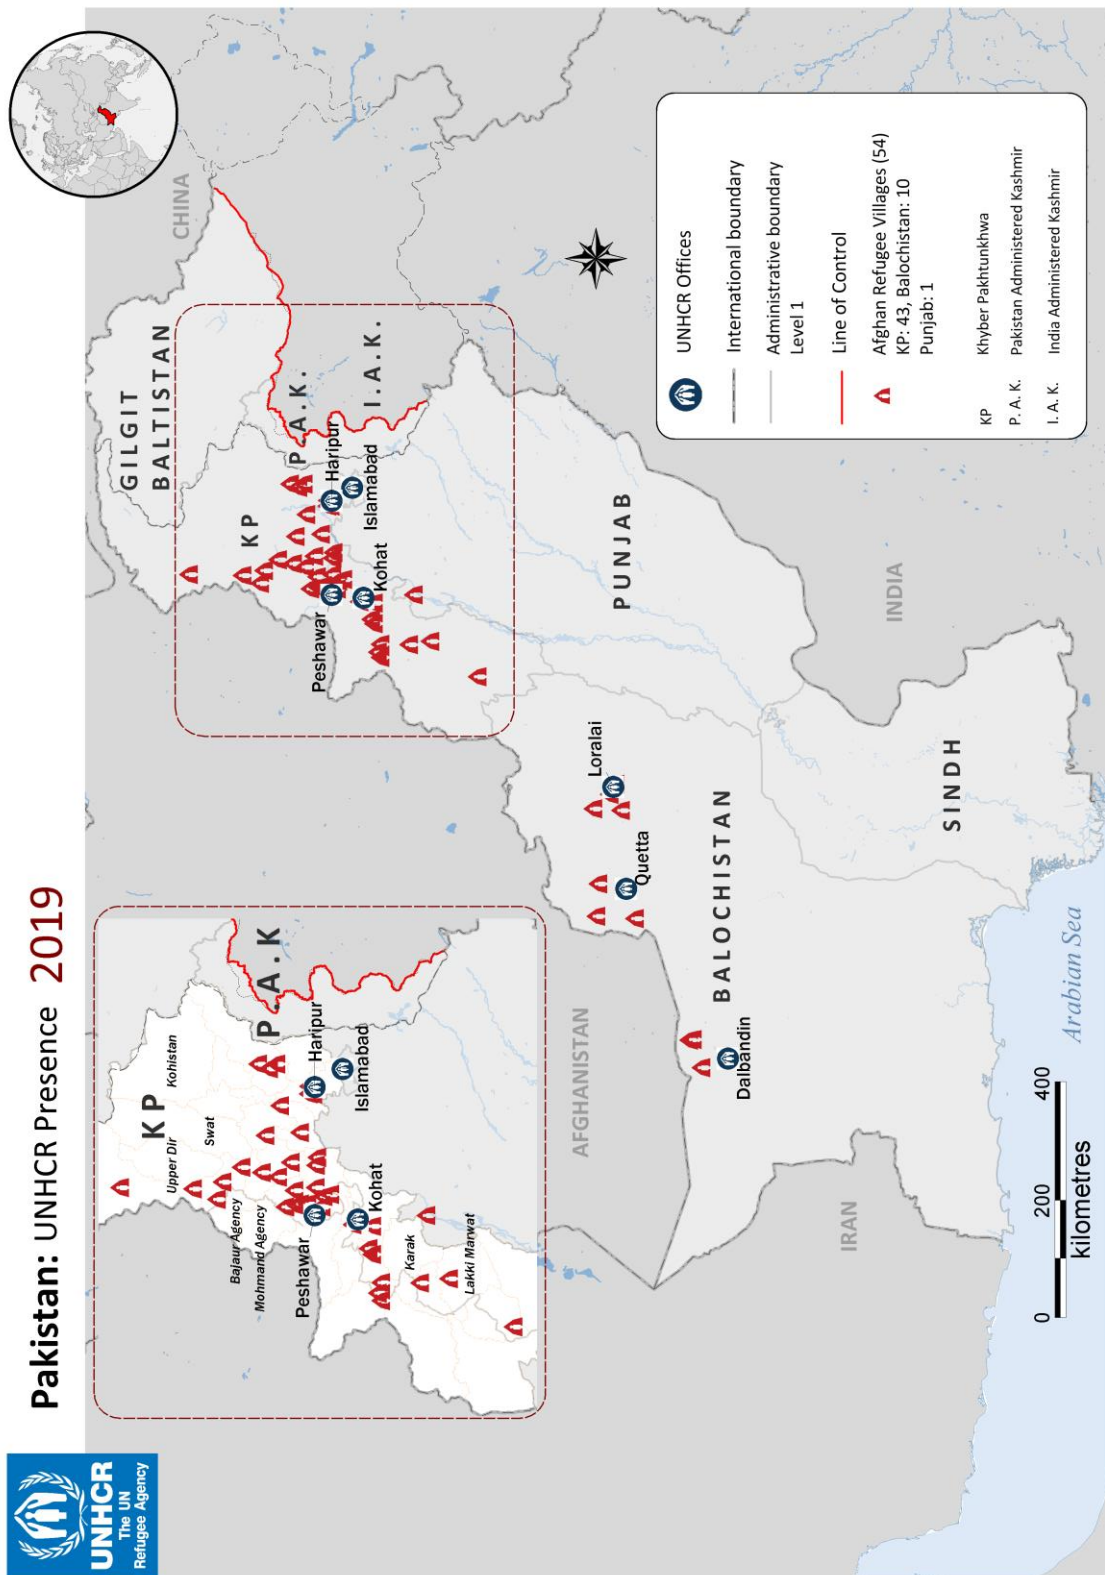 UNHCR
The UN
Refugee Agency
Pakistan: UNHCR Presence 2019
KP
Kohistan
Upper Dir
Swat
Bajaur Agency
Mohmand Agency
P.A.K
Haripur
Islamabad
Peshawar
Kohat
Karak
Lakki Marwat
CHINA
GILGIT
BALTISTAN
KP
P.A.K.
I.A.K.
Haripur
Islamabad
Peshawar
Kohat
PUNJAB
INDIA
Loralai
Quetta
BALOCHISTAN
Dalbandin
SINDH
AFGHANISTAN
IRAN
Arabian Sea
0 200 400
kilometres
UNHCR Offices
International boundary
Administrative boundary
Level 1
Line of Control
Afghan Refugee Villages (54)
KP: 43, Balochistan: 10
Punjab: 1
KP Khyber Pakhtunkhwa
P. A. K. Pakistan Administered Kashmir
I. A. K. India Administered Kashmir